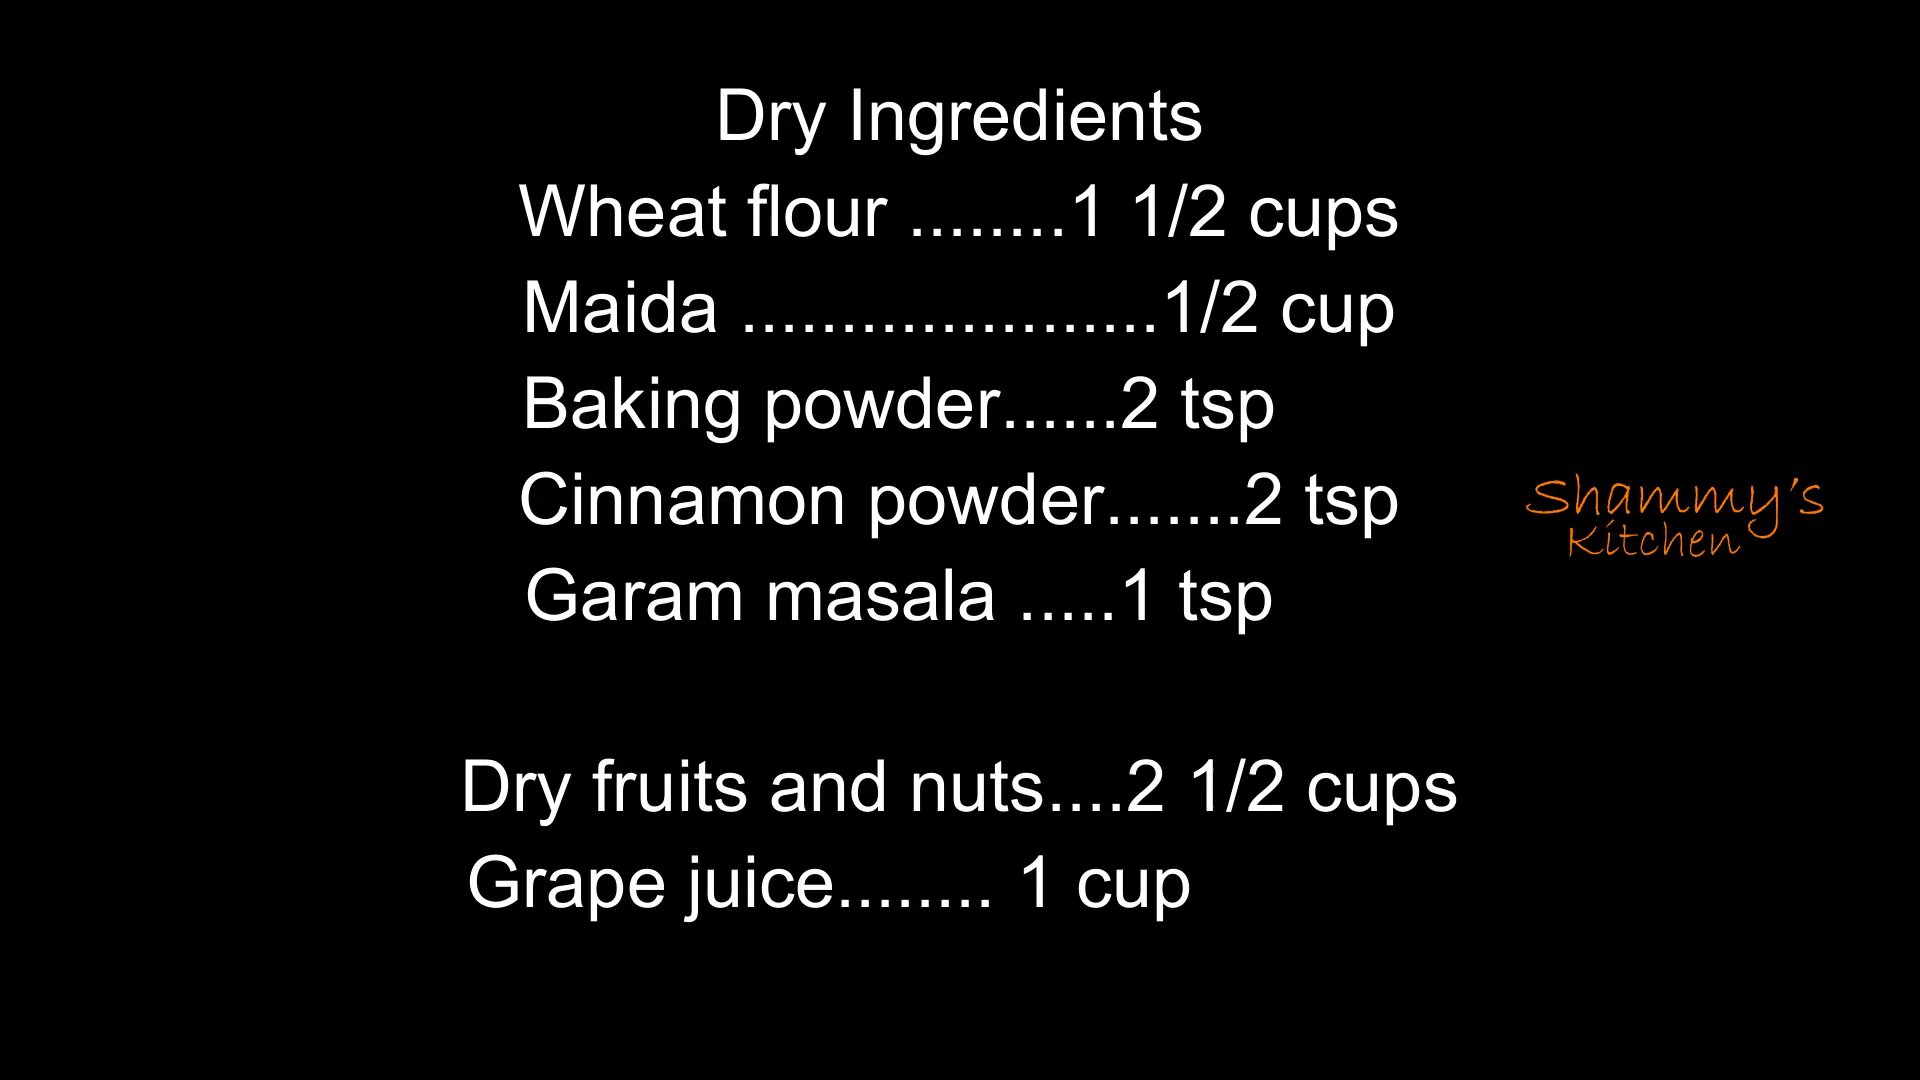 Dry Ingredients
Wheat flour ........1 1/2 cups
Maida .....................1/2 cup
Baking powder......2 tsp
Cinnamon powder.......2 tsp
Garam masala .....1 tsp
Dry fruits and nuts....2 1/2 cups
Grape juice........ 1 cup
Shammy's
Kitchen